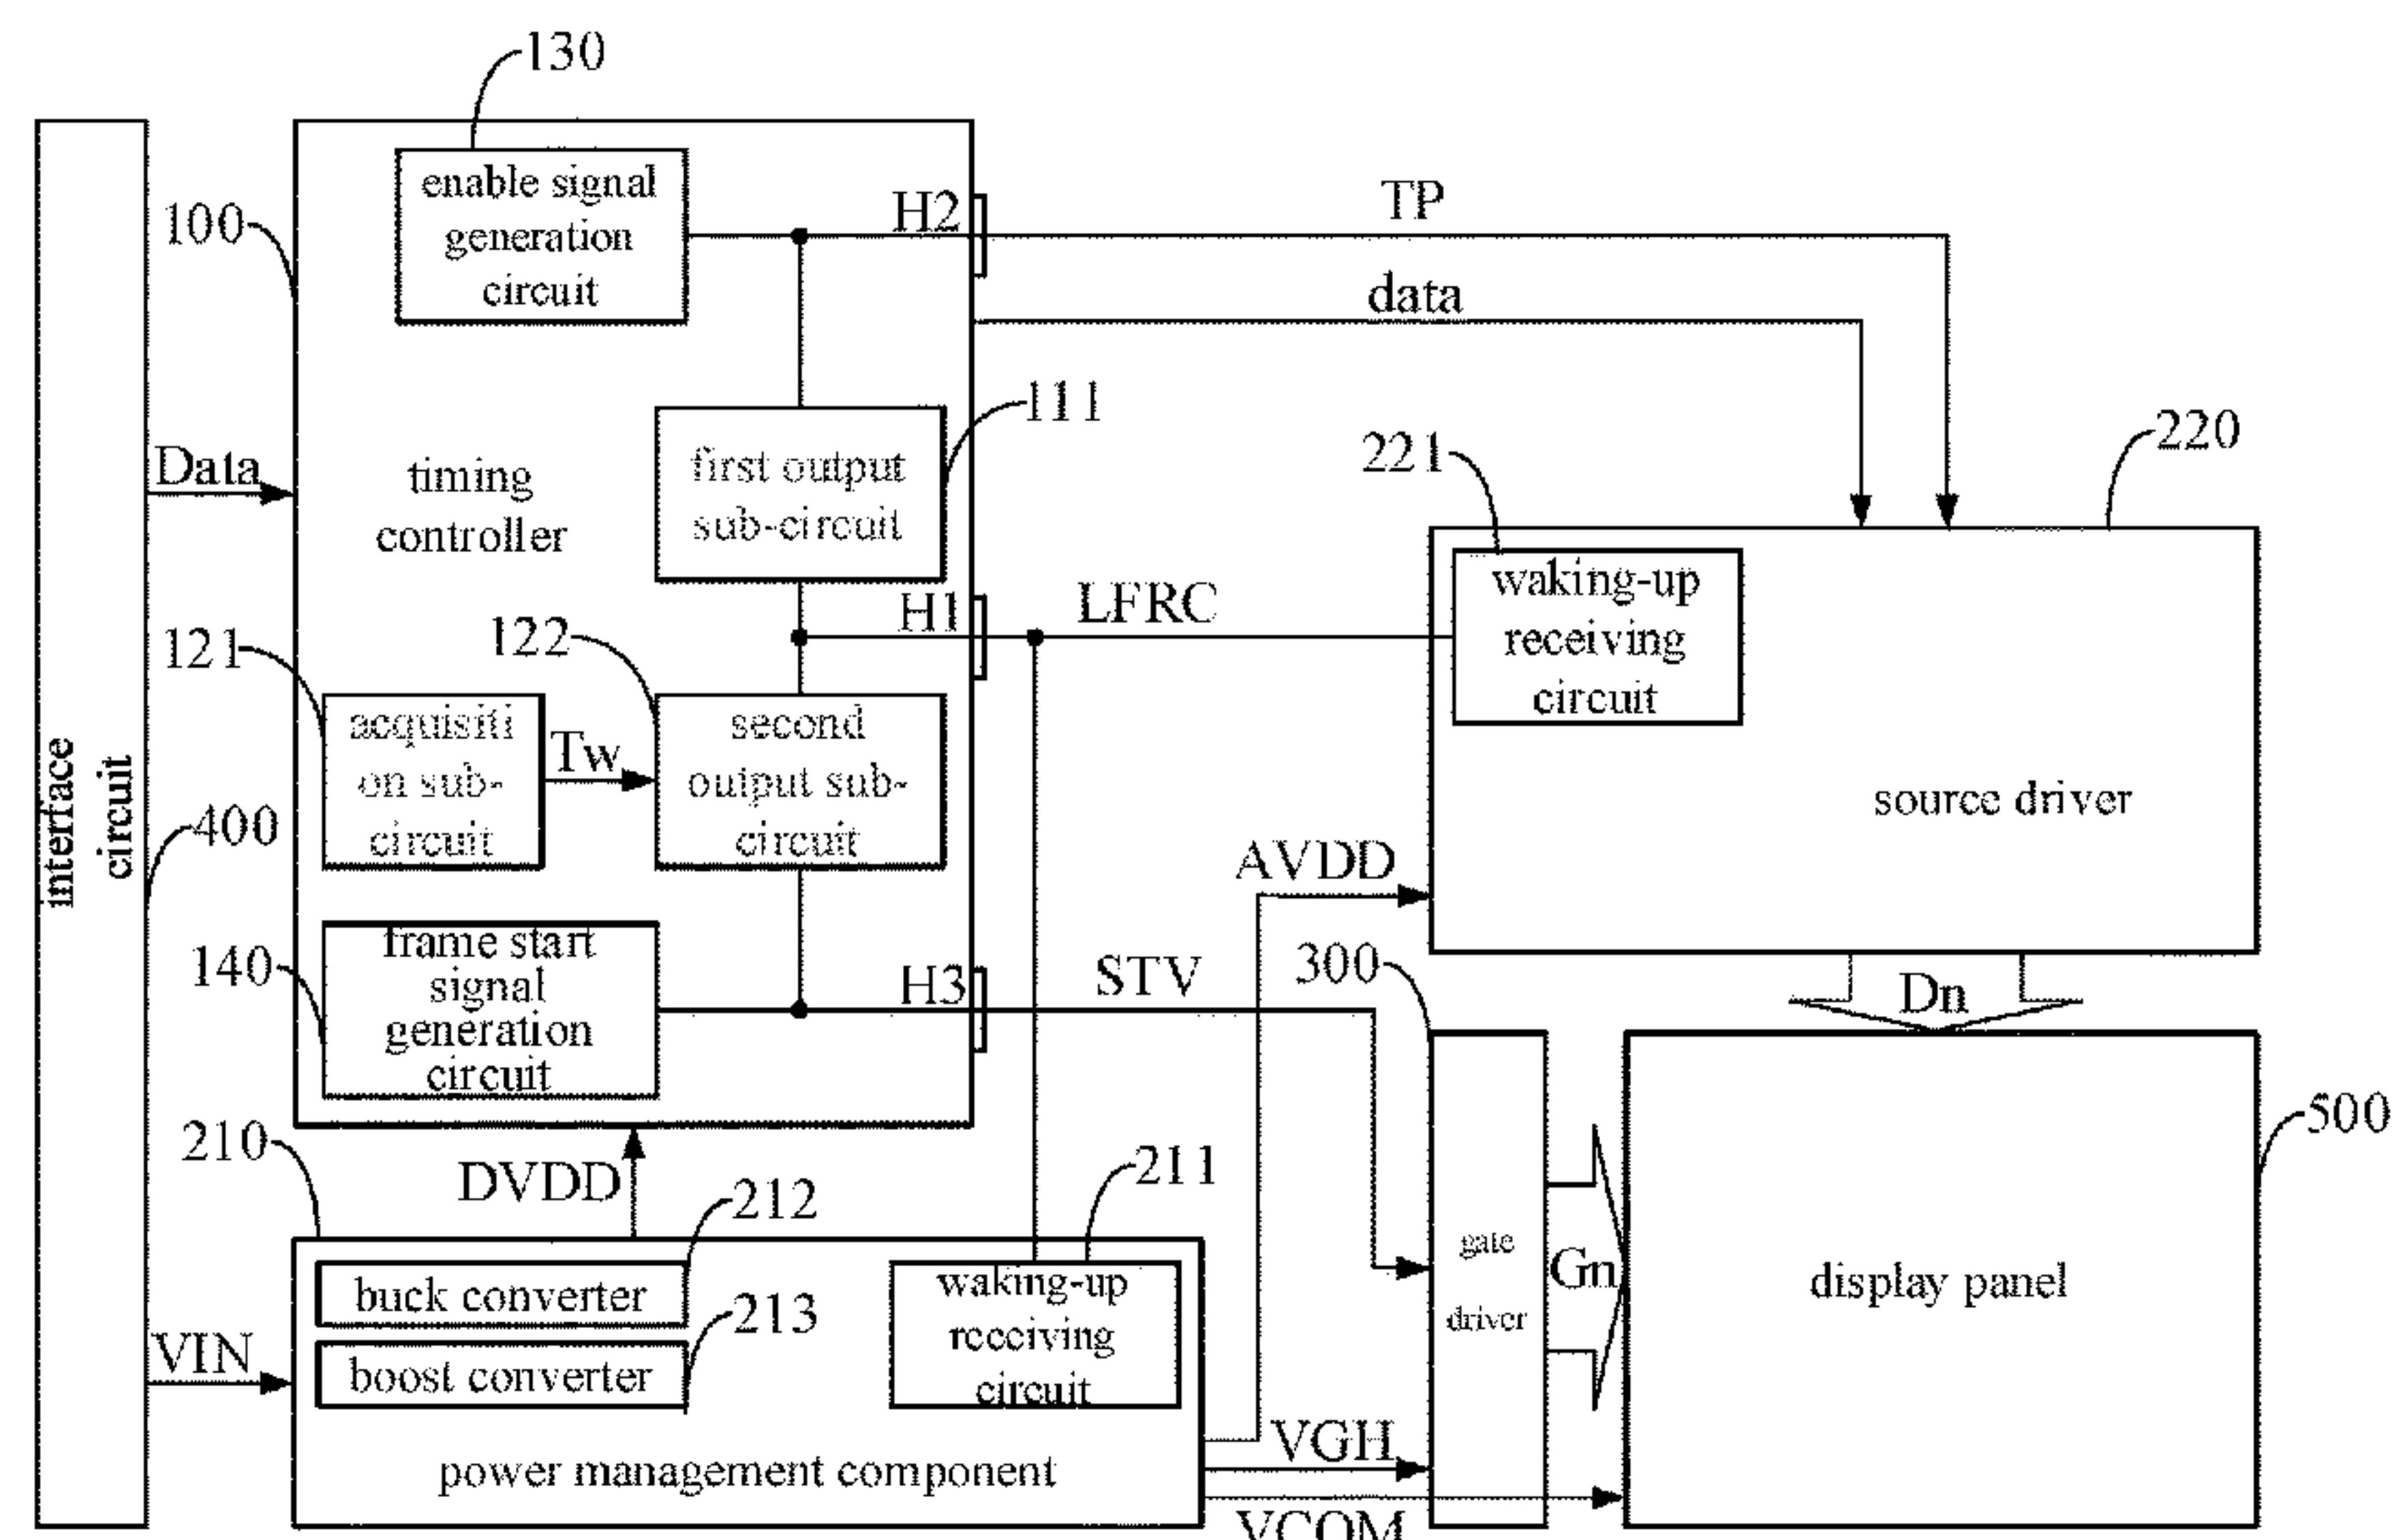 130
enable signal
generation
circuit
100
H2
TP
data
111
first output
sub-circuit
timing
controller
Data
221
220
waking-up
receiving
circuit
H1
LFRC
121
122
acquisiti
on sub-
circuit
Tw
second
output sub-
circuit
source driver
interface
circuit
400
AVDD
140
frame start
signal
generation
circuit
H3
STV
300
Dn
210
DVDD
212
211
500
buck converter
213
boost converter
waking-up
receiving
circuit
gate
driver
Gn
display panel
VIN
power management component
VGH
VCOM